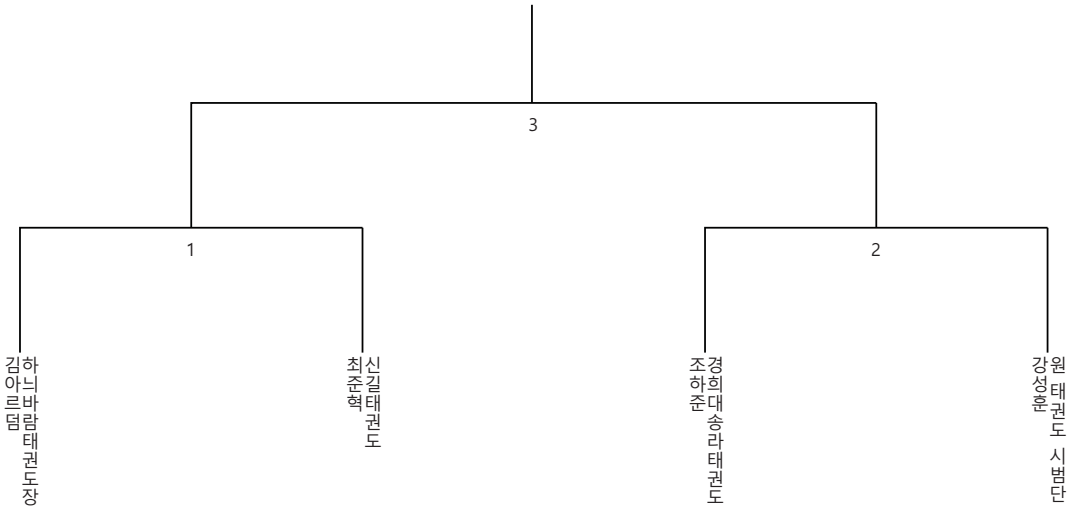 3
1
2
하늬바람태권도장
김아르덤
신길태권도
최준혁
경희대송라태권도
조하준
원 태권도 시범단
강성훈